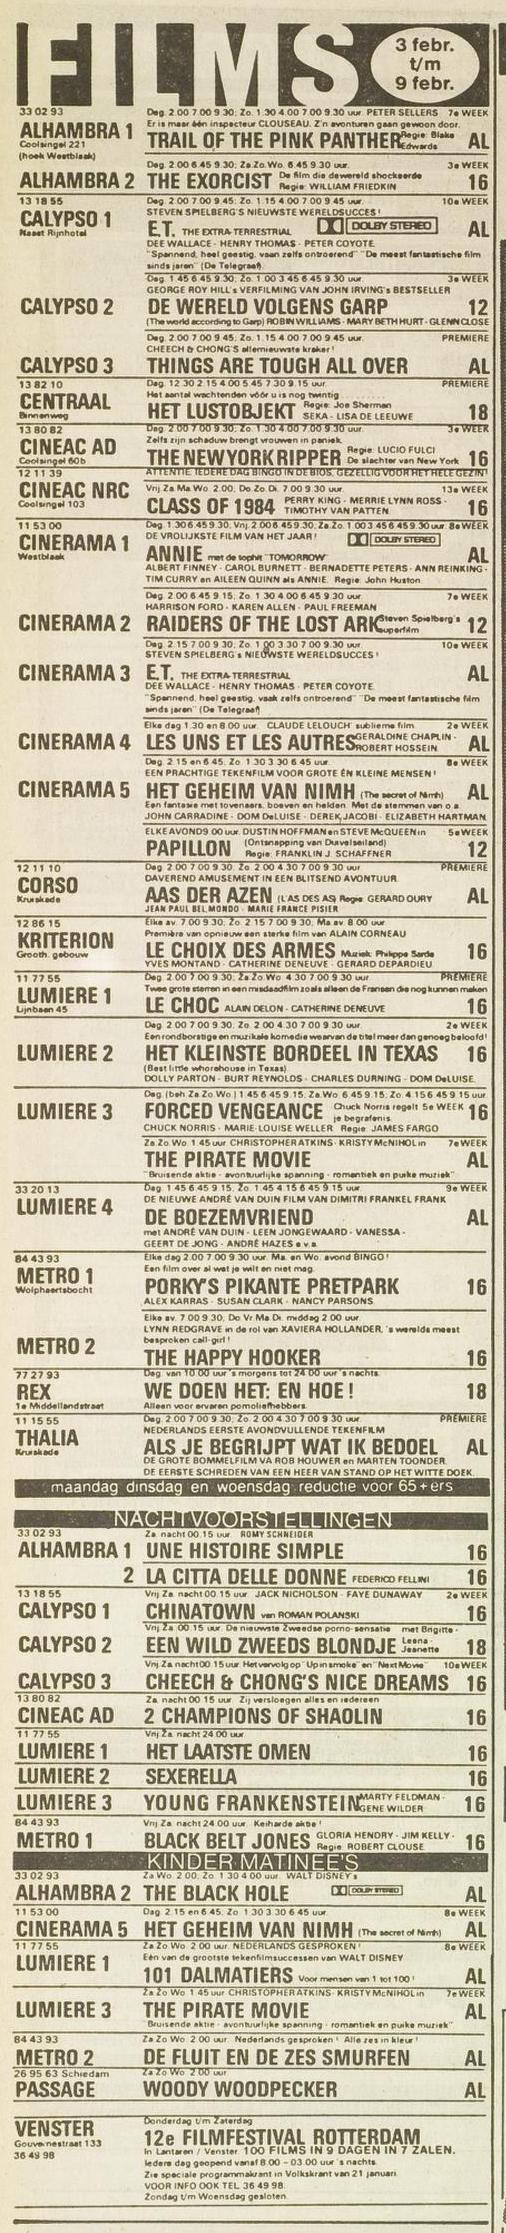 FILMS
3 febr.
t/m
9 febr.
33 02 93 Dag. 2.00 7.00 9.30; Zo. 1.30 4.00 7.00 9.30 uur. PETER SELLERS 7e WEEK
ALHAMBRA 1 Er is maar één inspecteur CLOUSEAU. Z'n avonturen gaan gewoon door.
Coolsingel 221 TRAIL OF THE PINK PANTHER Regie: Blake Edwards AL
(hoek Westblaak)
Dag. 2.00 6.45 9.30; Za.Zo.Wo. 6.45 9.30 uur. 3e WEEK
ALHAMBRA 2 THE EXORCIST De film die de wereld shockeerde 16
Regie: WILLIAM FRIEDKIN
13 18 55 Dag. 2.00 7.00 9.45; Zo. 1.15 4.00 7.00 9.45 uur. 10e WEEK
CALYPSO 1 STEVEN SPIELBERG'S NIEUWSTE WERELDSUCCES!
Naast Rijnhotel E.T. THE EXTRA-TERRESTRIAL DOLBY STEREO AL
DEE WALLACE - HENRY THOMAS - PETER COYOTE.
"Spannend, heel geestig, vaak zelfs ontroerend" "De meest fantastische film
sinds jaren" (De Telegraaf).
Dag. 1.45 6.45 9.30; Zo. 1.00 3.45 6.45 9.30 uur. 3e WEEK
GEORGE ROY HILL's VERFILMING VAN JOHN IRVING's BESTSELLER
CALYPSO 2 DE WERELD VOLGENS GARP 12
(The world according to Garp) ROBIN WILLIAMS - MARY BETH HURT - GLENN CLOSE
Dag. 2.00 7.00 9.45; Zo. 1.15 4.00 7.00 9.45 uur. PREMIERE
CHEECH & CHONG'S allernieuwste kraker!
CALYPSO 3 THINGS ARE TOUGH ALL OVER AL
13 82 10 Dag. 12.30 2.15 4.00 5.45 7.30 9.15 uur. PREMIERE
CENTRAAL Het aantal wachtenden vóór u is nog twintig .........
Binnenweg HET LUSTOBJEKT Regie: Joe Sherman 18
SEKA - LISA DE LEEUWE
13 80 82 Dag. 2.00 7.00 9.30; Zo. 2.00 4.30 7.00 9.30 uur. 3e WEEK
CINEAC AD Zelfs zijn schaduw brengt vrouwen in paniek.
Coolsingel 60b THE NEW YORK RIPPER Regie: LUCIO FULCI 16
De slachter van New York
12 11 39 ATTENTIE: IEDERE DAG BINGO IN DE BIOS, GEZELLIG VOOR HET HELE GEZIN!
CINEAC NRC Vrij.Za.Ma.Wo. 2.00; Do.Zo.Di. 7.00 9.30 uur. 13e WEEK
Coolsingel 103 CLASS OF 1984 PERRY KING - MERRIE LYNN ROSS - 16
TIMOTHY VAN PATTEN.
11 53 00 Dag. 1.30 6.45 9.30; Vrij. 2.00 6.45 9.30; Za.Zo. 1.00 3.45 6.45 9.30 uur. 8e WEEK
CINERAMA 1 DE VROLIJKSTE FILM VAN HET JAAR! DOLBY STEREO
Westblaak ANNIE met de tophit "TOMORROW" AL
ALBERT FINNEY - CAROL BURNETT - BERNADETTE PETERS - ANN REINKING -
TIM CURRY en AILEEN QUINN als ANNIE. Regie: John Huston.
Dag. 2.00 6.45 9.15; Zo. 1.30 4.00 6.45 9.15 uur. 7e WEEK
HARRISON FORD - KAREN ALLEN - PAUL FREEMAN
CINERAMA 2 RAIDERS OF THE LOST ARK Steven Spielberg's superfilm 12
Dag. 2.15 7.00 9.30; Zo. 1.00 3.30 7.00 9.30 uur. 10e WEEK
STEVEN SPIELBERG's NIEUWSTE WERELDSUCCES!
CINERAMA 3 E.T. THE EXTRA-TERRESTRIAL AL
DEE WALLACE - HENRY THOMAS - PETER COYOTE.
"Spannend, heel geestig, vaak zelfs ontroerend" "De meest fantastische film
sinds jaren" (De Telegraaf).
Elke dag 1.30 en 8.00 uur. CLAUDE LELOUCH' sublieme film 2e WEEK
CINERAMA 4 LES UNS ET LES AUTRES GERALDINE CHAPLIN - ROBERT HOSSEIN. AL
Dag. 2.15 en 6.45; Zo. 1.30 3.30 6.45 uur. 8e WEEK
EEN PRACHTIGE TEKENFILM VOOR GROTE ÉN KLEINE MENSEN!
CINERAMA 5 HET GEHEIM VAN NIMH (The secret of Nimh) AL
Een fantasie met tovenaars, boeven en helden. Met de stemmen van o.a.
JOHN CARRADINE - DOM DeLUISE - DEREK JACOBI - ELIZABETH HARTMAN.
ELKE AVOND 9.00 uur. DUSTIN HOFFMAN en STEVE McQUEEN in 5e WEEK
PAPILLON (Ontsnapping van Duivelseiland) 12
Regie: FRANKLIN J. SCHAFFNER
12 11 10 Dag. 2.00 7.00 9.30; Zo. 2.00 4.30 7.00 9.30 uur. PREMIERE
CORSO DAVEREND AMUSEMENT IN EEN BLITSEND AVONTUUR.
Kruiskade AAS DER AZEN (L'AS DES AS) Regie: GERARD OURY AL
JEAN PAUL BELMONDO - MARIE FRANCE PISIER
12 86 15 Elke av. 7.00 9.30; Zo. 2.15 7.00 9.30; Ma.av. 8.00 uur.
KRITERION Première van opnieuw een sterke film van ALAIN CORNEAU
Grooth. gebouw LE CHOIX DES ARMES Muziek: Philippe Sarde 16
YVES MONTAND - CATHERINE DENEUVE - GERARD DEPARDIEU
11 77 55 Dag. 2.00 7.00 9.30; Za.Zo.Wo. 4.30 7.00 9.30 uur. PREMIERE
LUMIERE 1 Twee grote sterren in een misdaadfilm zoals alleen de Fransen die nog kunnen maken
Lijnbaan 45 LE CHOC ALAIN DELON - CATHERINE DENEUVE 16
Dag. 2.00 7.00 9.30; Zo. 2.00 4.30 7.00 9.30 uur. 2e WEEK
Een rondborstige en muzikale komedie waarvan de titel meer dan genoeg beloofd!
LUMIERE 2 HET KLEINSTE BORDEEL IN TEXAS 16
(Best little whorehouse in Texas)
DOLLY PARTON - BURT REYNOLDS - CHARLES DURNING - DOM DeLUISE.
Dag. (beh. Za.Zo.Wo.) 1.45 6.45 9.15; Za.Wo. 6.45 9.15; Zo. 4.15 6.45 9.15 uur.
LUMIERE 3 FORCED VENGEANCE Chuck Norris regelt je begrafenis. 5e WEEK 16
CHUCK NORRIS - MARIE-LOUISE WELLER Regie: JAMES FARGO
Za.Zo.Wo. 1.45 uur CHRISTOPHER ATKINS - KRISTY McNIHOL in 7e WEEK
THE PIRATE MOVIE AL
"Bruisende aktie - avontuurlijke spanning - romantiek en puike muziek"
33 20 13 Dag. 1.45 6.45 9.15, Zo. 1.45 4.15 6.45 9.15 uur. 9e WEEK
LUMIERE 4 DE NIEUWE ANDRÉ VAN DUIN FILM VAN DIMITRI FRANKEL FRANK
DE BOEZEMVRIEND AL
met ANDRÉ VAN DUIN - LEEN JONGEWAARD - VANESSA -
GEERT DE JONG - ANDRÉ HAZES e.v.a.
84 43 93 Elke dag 2.00 7.00 9.30 uur. Ma. en Wo. avond BINGO!
METRO 1 Een film over al wat je wilt en niet mag.
Wolphaertsbocht PORKY'S PIKANTE PRETPARK 16
ALEX KARRAS - SUSAN CLARK - NANCY PARSONS.
Elke av. 7.00 9.30; Do.Vr.Ma.Di. middag 2.00 uur.
LYNN REDGRAVE in de rol van XAVIERA HOLLANDER, 's werelds meest
METRO 2 besproken call-girl!
THE HAPPY HOOKER 16
77 27 93 Dag. van 10.00 uur 's morgens tot 24.00 uur 's nachts.
REX WE DOEN HET: EN HOE! 18
1e Middellandstraat Alleen voor ervaren pornoliefhebbers.
11 15 55 Dag. 2.00 7.00 9.30; Zo. 2.00 4.30 7.00 9.30 uur. PREMIERE
THALIA NEDERLANDS EERSTE AVONDVULLENDE TEKENFILM
Kruiskade ALS JE BEGRIJPT WAT IK BEDOEL AL
DE GROTE BOMMELFILM VA ROB HOUWER en MARTEN TOONDER.
DE EERSTE SCHREDEN VAN EEN HEER VAN STAND OP HET WITTE DOEK.
maandag dinsdag en woensdag reductie voor 65+ers
NACHTVOORSTELLINGEN
33 02 93 Za. nacht 00.15 uur. ROMY SCHNEIDER
ALHAMBRA 1 UNE HISTOIRE SIMPLE 16
2 LA CITTA DELLE DONNE FEDERICO FELLINI 16
13 18 55 Vrij.Za. nacht 00.15 uur. JACK NICHOLSON - FAYE DUNAWAY 2e WEEK
CALYPSO 1 CHINATOWN van ROMAN POLANSKI 16
Vrij.Za. 00.15 uur. De nieuwste Zweedse porno-sensatie met Brigitte -
CALYPSO 2 EEN WILD ZWEEDS BLONDJE Leena - Jeanette 18
Vrij.Za. nacht 00.15 uur Het vervolg op "Up in smoke" en "Next Movie" 10e WEEK
CALYPSO 3 CHEECH & CHONG'S NICE DREAMS 16
13 80 82 Za. nacht 00.15 uur. Zij verslogen alles en iedereen
CINEAC AD 2 CHAMPIONS OF SHAOLIN 16
11 77 55 Vrij.Za. nacht 24.00 uur.
LUMIERE 1 HET LAATSTE OMEN 16
LUMIERE 2 SEXERELLA 16
LUMIERE 3 YOUNG FRANKENSTEIN MARTY FELDMAN - GENE WILDER 16
84 43 93 Vrij.Za. nacht 24.00 uur. Keiharde aktie!
METRO 1 BLACK BELT JONES GLORIA HENDRY - JIM KELLY - 16
Regie: ROBERT CLOUSE
KINDER MATINEE'S
33 02 93 Za.Wo. 2.00, Zo. 1.30 4.00 uur. WALT DISNEY's
ALHAMBRA 2 THE BLACK HOLE DOLBY STEREO AL
11 53 00 Dag. 2.15 en 6.45, Zo. 1.30 3.30 6.45 uur. 8e WEEK
CINERAMA 5 HET GEHEIM VAN NIMH (The secret of Nimh) AL
11 77 55 Za.Zo.Wo. 2.00 uur. NEDERLANDS GESPROKEN! 8e WEEK
LUMIERE 1 Eén van de grootste tekenfilmsuccessen van WALT DISNEY
101 DALMATIERS Voor mensen van 1 tot 100! AL
Za.Zo.Wo. 1.45 uur CHRISTOPHER ATKINS - KRISTY McNIHOL in 7e WEEK
LUMIERE 3 THE PIRATE MOVIE AL
"Bruisende aktie - avontuurlijke spanning - romantiek en puike muziek"
84 43 93 Za.Zo.Wo. 2.00 uur. Nederlands gesproken! Alle zes in kleur!
METRO 2 DE FLUIT EN DE ZES SMURFEN AL
26 95 63 Schiedam Za.Zo.Wo. 2.00 uur.
PASSAGE WOODY WOODPECKER AL
VENSTER Donderdag t/m Zaterdag
Gouvernestraat 133 12e FILMFESTIVAL ROTTERDAM
36 49 98 In Lantaren / Venster. 100 FILMS IN 9 DAGEN IN 7 ZALEN.
Iedere dag geopend vanaf 8.00 - 03.00 uur 's nachts.
Zie speciale programmakrant in Volkskrant van 21 januari.
VOOR INFO OOK TEL. 36 49 98.
Zondag t/m Woensdag gesloten.